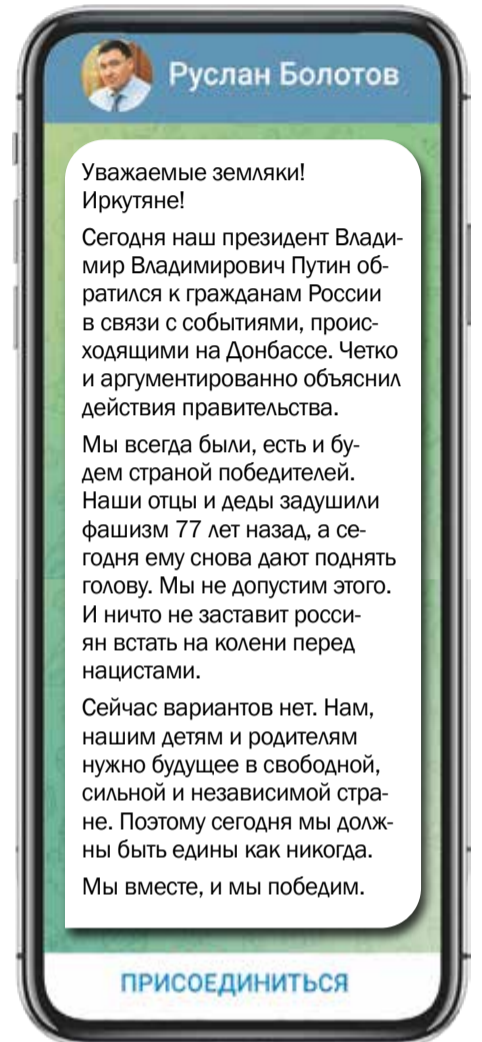 Руслан Болотов
Уважаемые земляки!
Иркутяне!
Сегодня наш президент Влади-
мир Владимирович Путин об-
ратился к гражданам России
в связи с событиями, проис-
ходящими на Донбассе. Четко
и аргументированно объяснил
действия правительства.
Мы всегда были, есть и бу-
дем страной победителей.
Наши отцы и деды задушили
фашизм 77 лет назад, а се-
годня ему снова дают поднять
голову. Мы не допустим этого.
И ничто не заставит росси-
ян встать на колени перед
нацистами.
Сейчас вариантов нет. Нам,
нашим детям и родителям
нужно будущее в свободной,
сильной и независимой стра-
не. Поэтому сегодня мы долж-
ны быть едины как никогда.
Мы вместе, и мы победим.
ПРИСОЕДИНИТЬСЯ